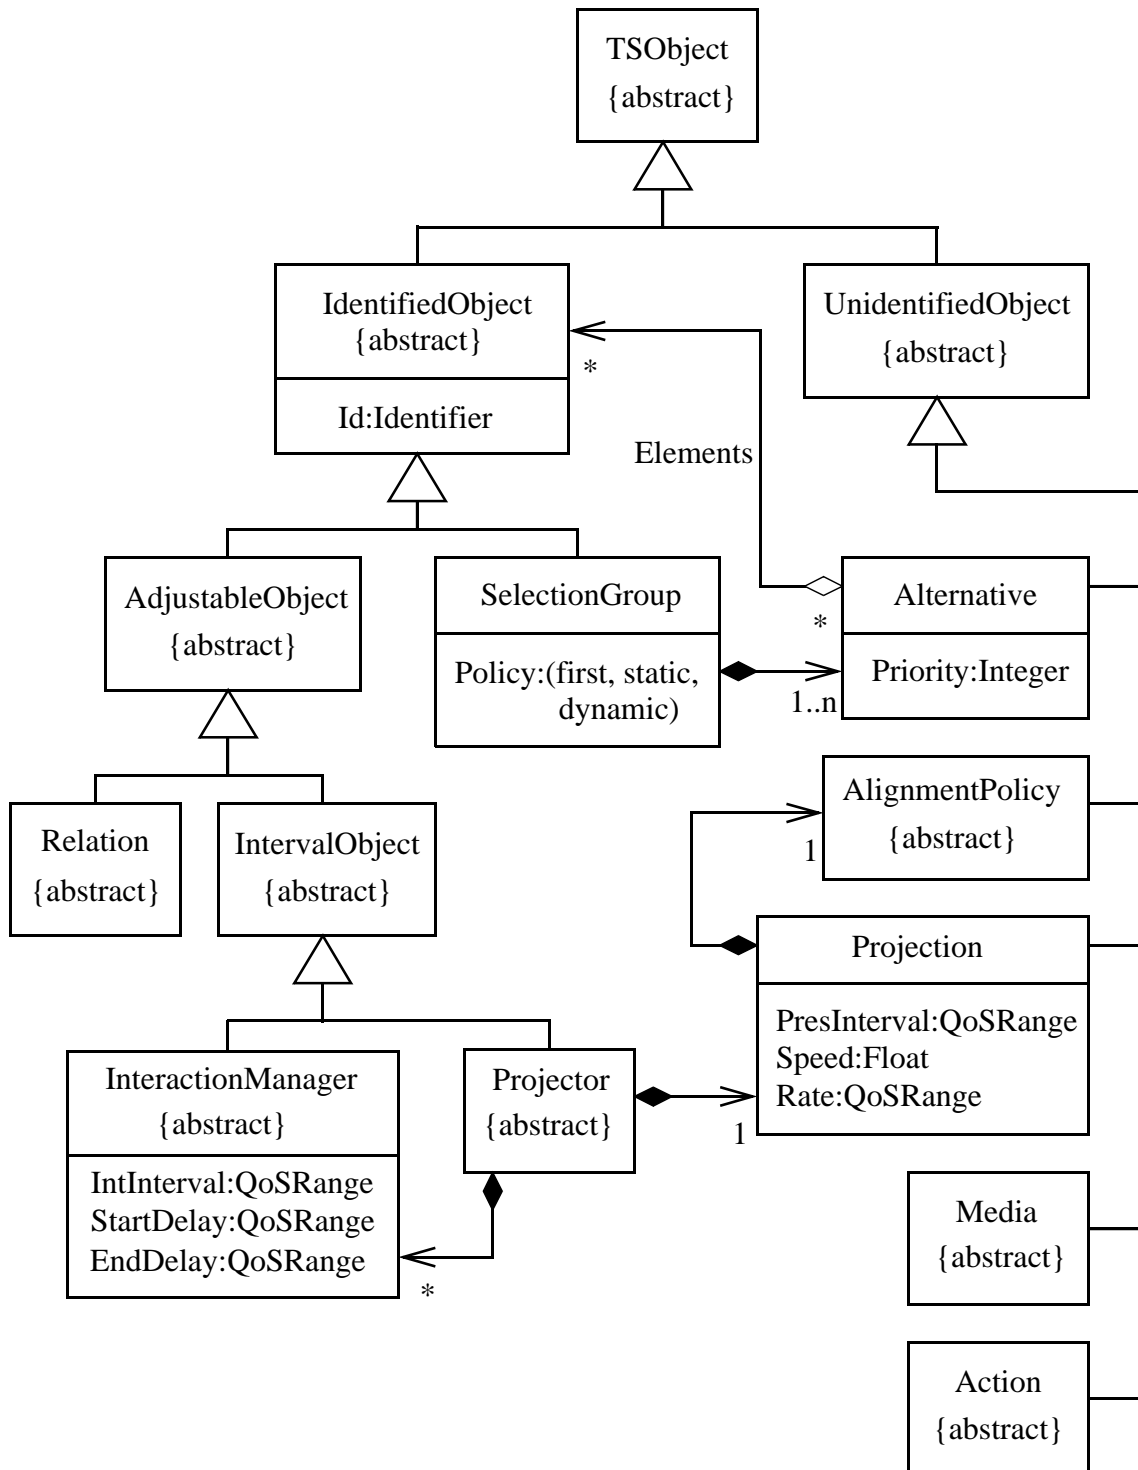 TSObject
{abstract}
IdentifiedObject
{abstract}
Id:Identifier
*
UnidentifiedObject
{abstract}
Elements
AdjustableObject
{abstract}
SelectionGroup
Policy:(first, static,
dynamic)
Alternative
Priority:Integer
*
1..n
Relation
{abstract}
IntervalObject
{abstract}
AlignmentPolicy
{abstract}
1
Projection
PresInterval:QoSRange
Speed:Float
Rate:QoSRange
InteractionManager
{abstract}
IntInterval:QoSRange
StartDelay:QoSRange
EndDelay:QoSRange
Projector
{abstract}
1
*
Media
{abstract}
Action
{abstract}